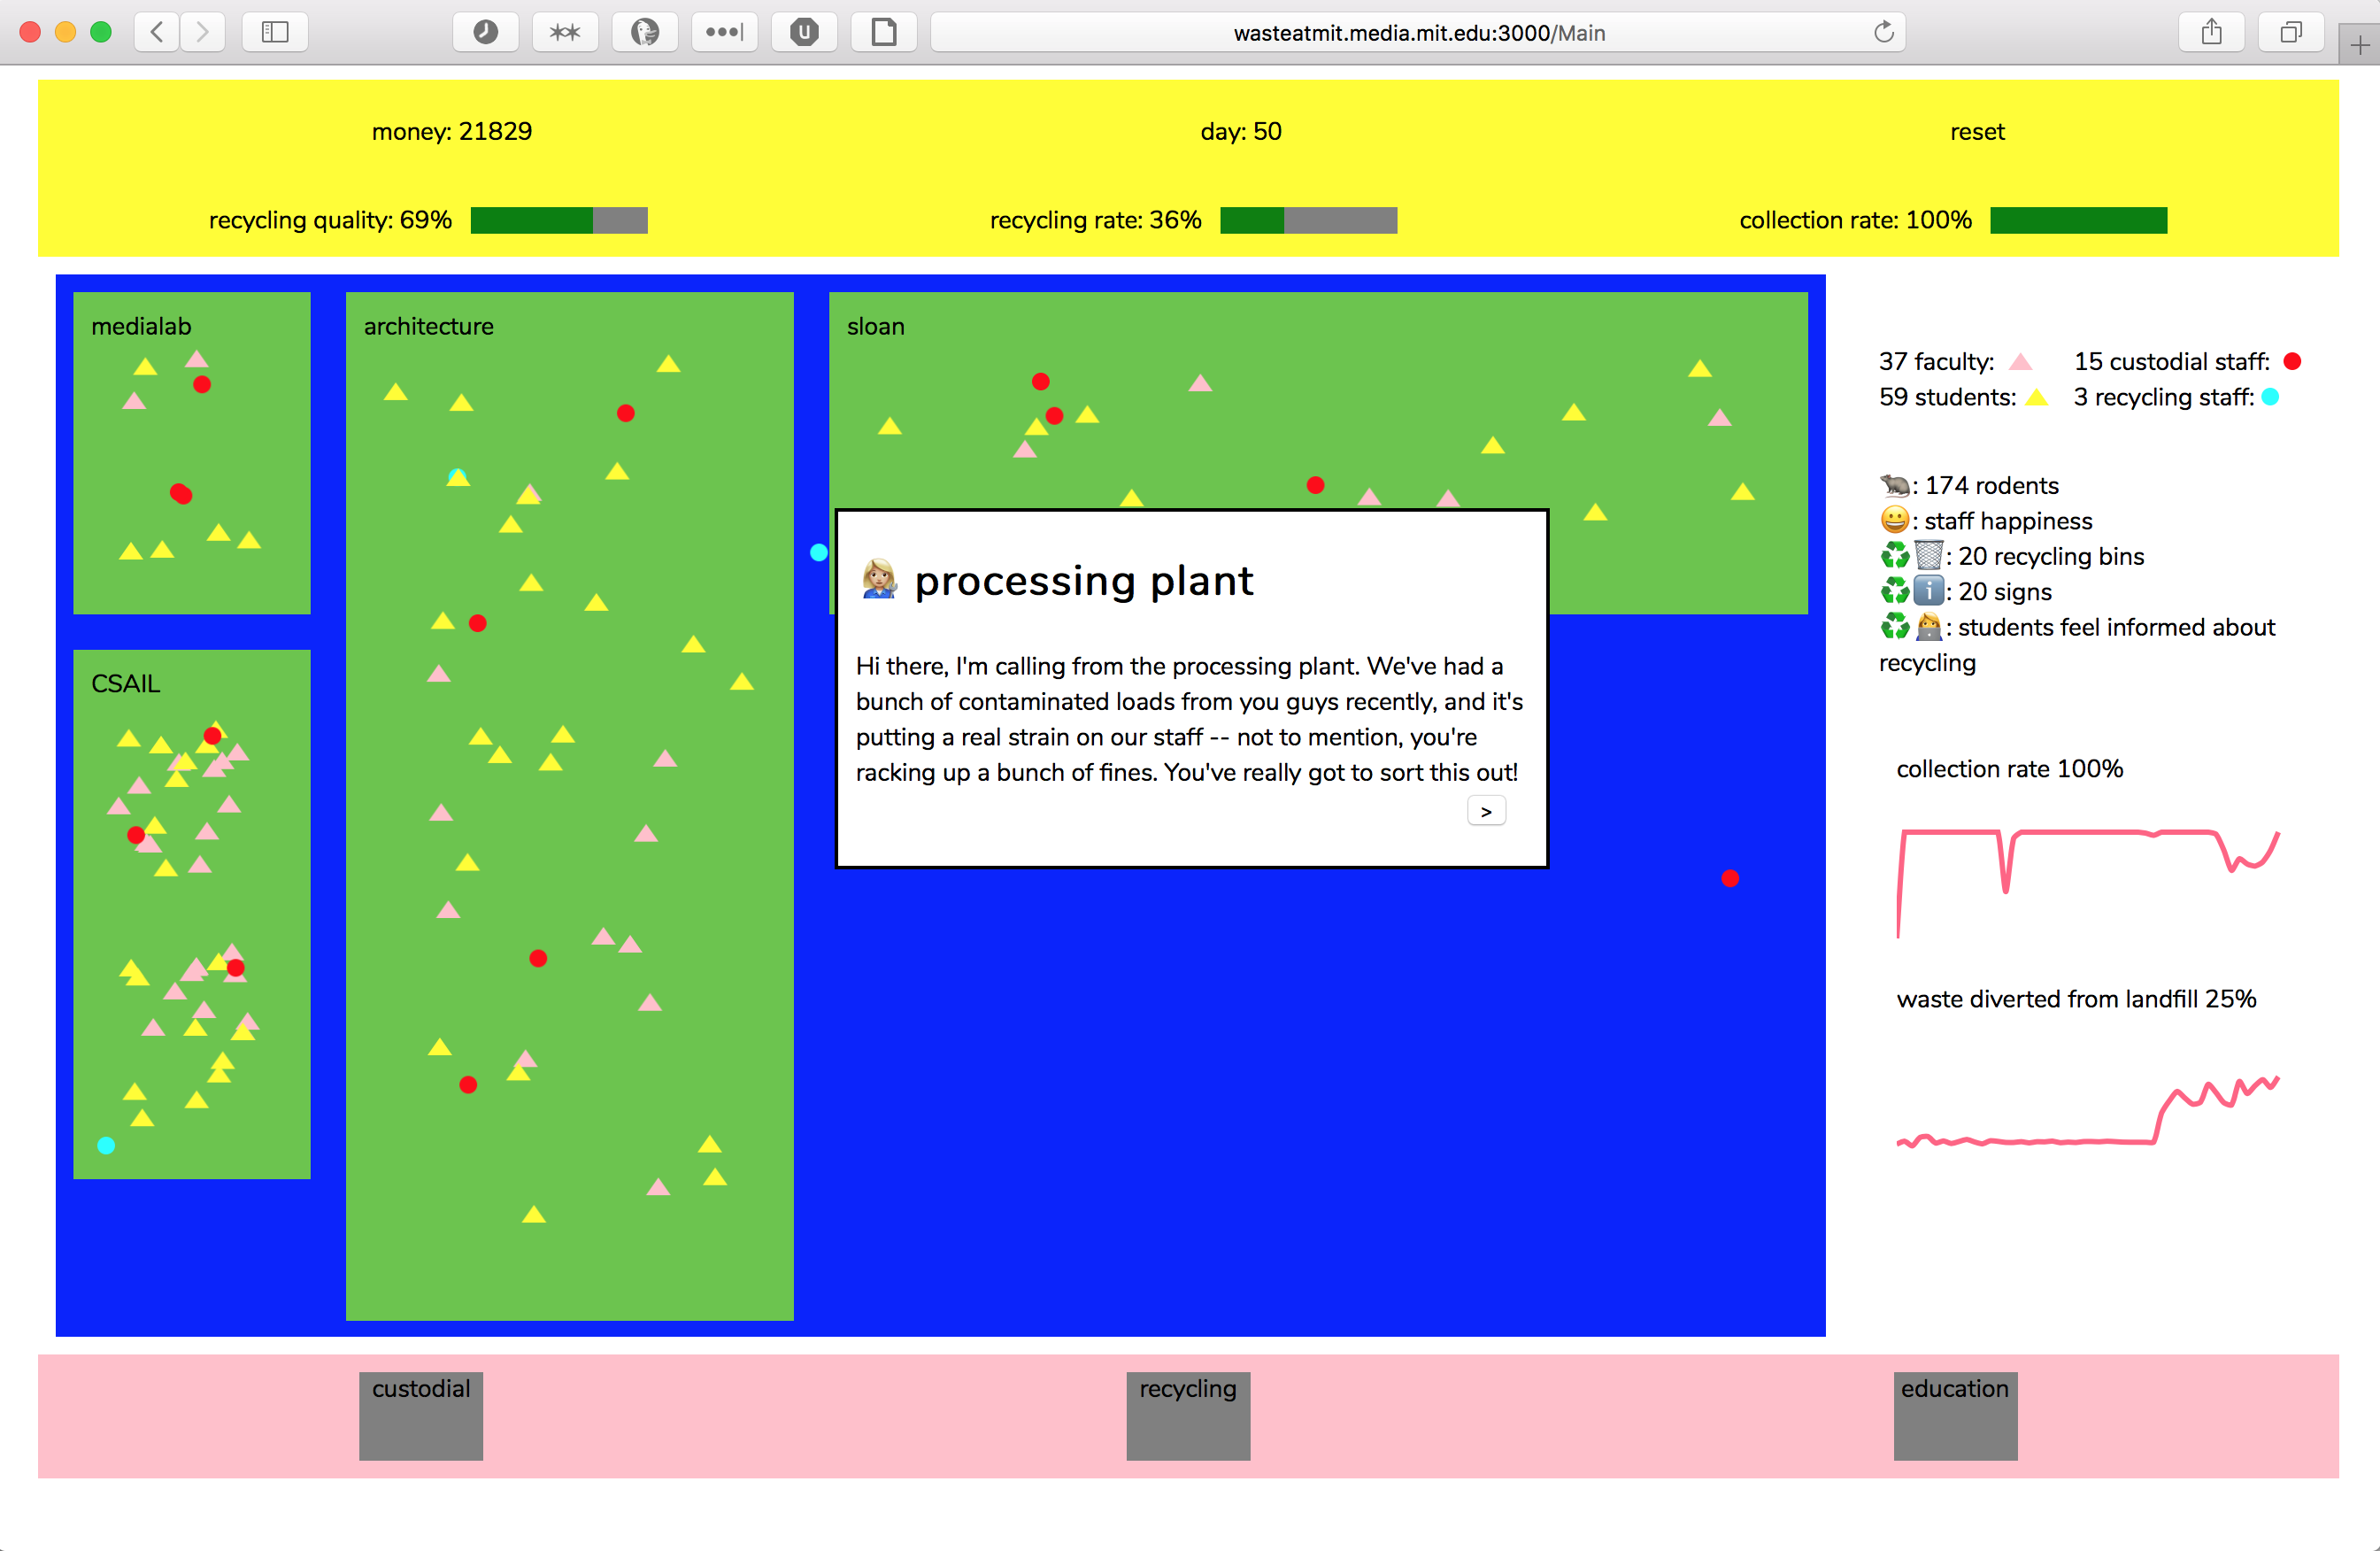 wasteatmit.media.mit.edu:3000/Main
money: 21829
day: 50
reset
recycling quality: 69%
recycling rate: 36%
collection rate: 100%
medialab
architecture
sloan
CSAIL
37 faculty:
15 custodial staff:
59 students:
3 recycling staff:
: 174 rodents
: staff happiness
: 20 recycling bins
: 20 signs
: students feel informed about
recycling
processing plant
Hi there, I'm calling from the processing plant. We've had a
bunch of contaminated loads from you guys recently, and it's
putting a real strain on our staff -- not to mention, you're
racking up a bunch of fines. You've really got to sort this out!
>
collection rate 100%
waste diverted from landfill 25%
custodial
recycling
education